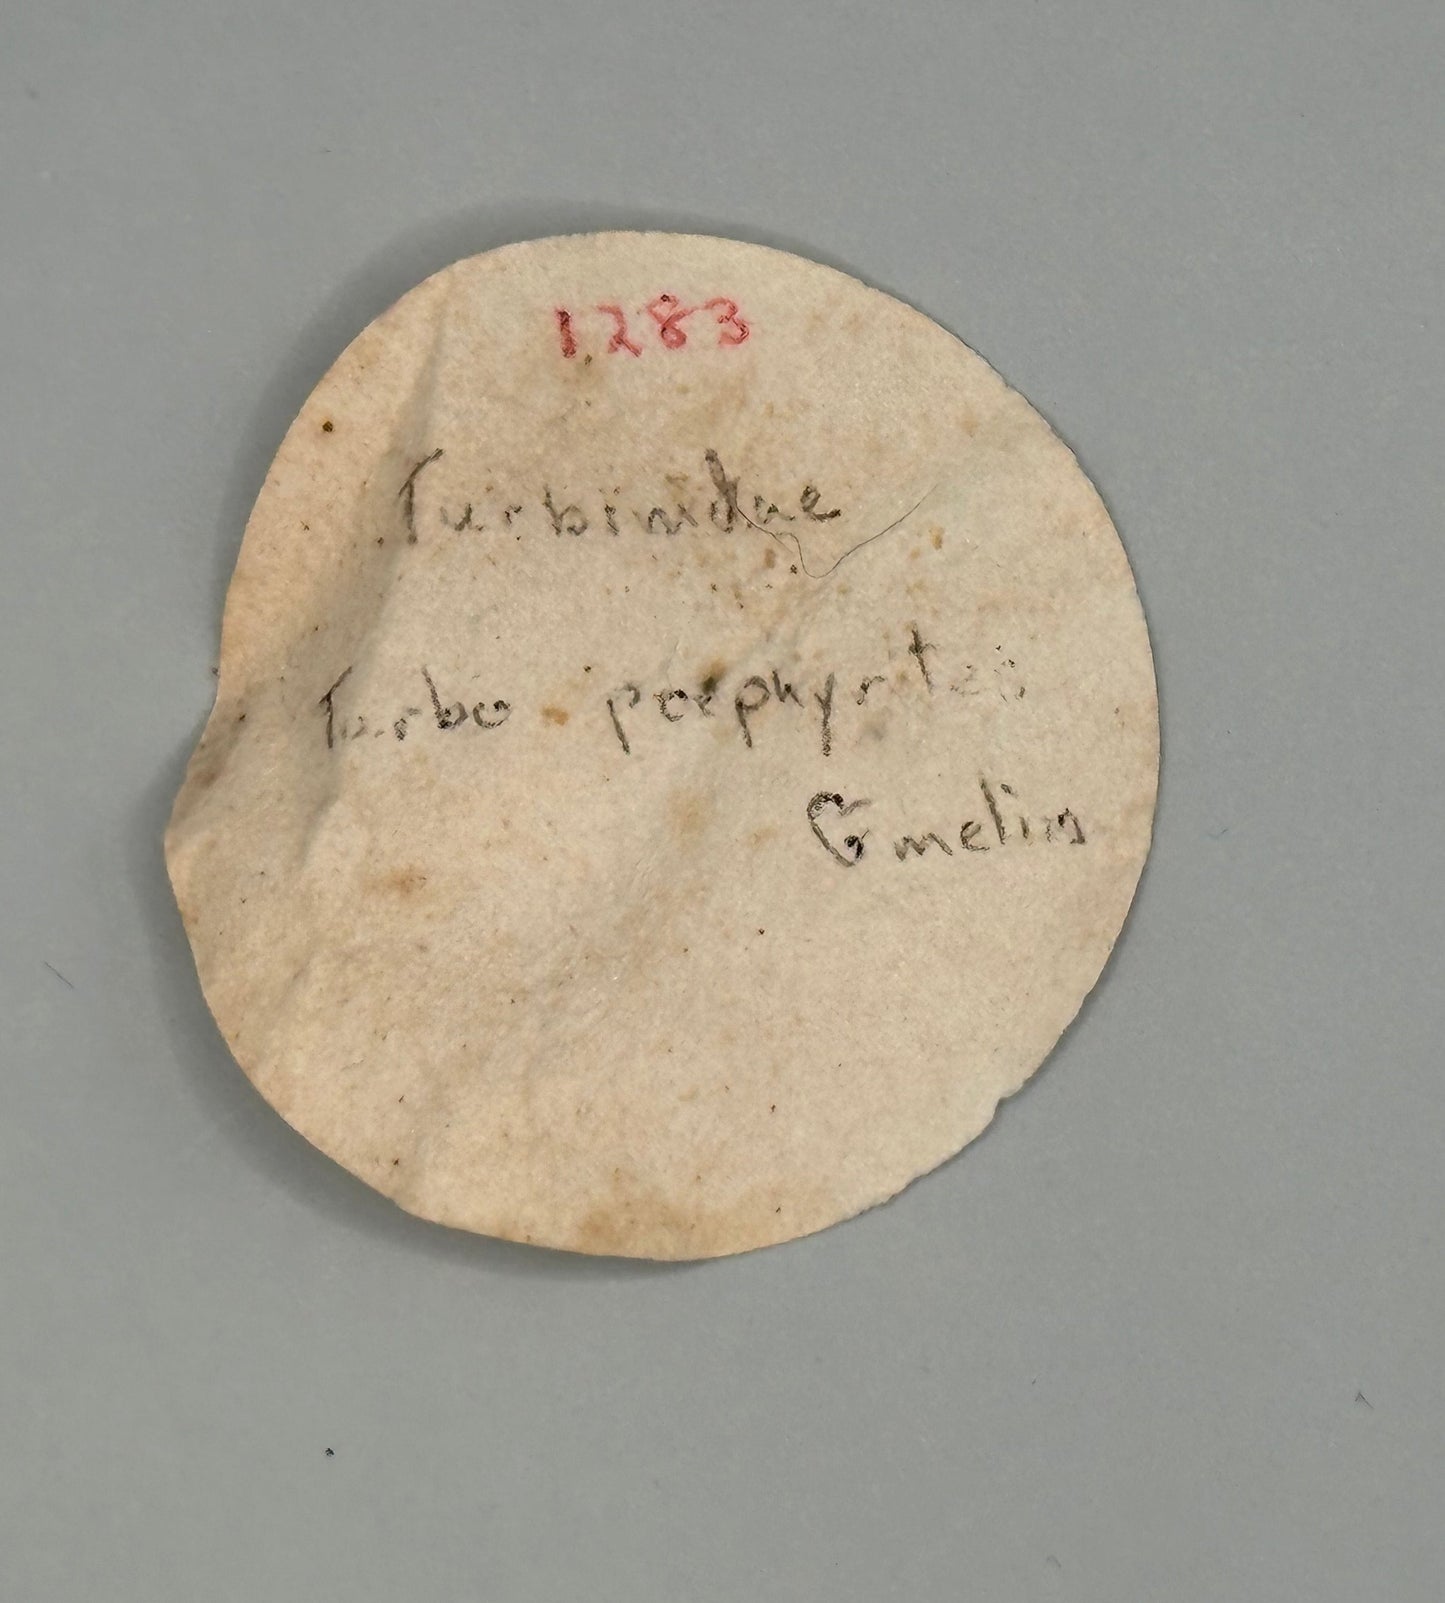 1283
Turbinidae
Turbo porphyrites
Gmelin